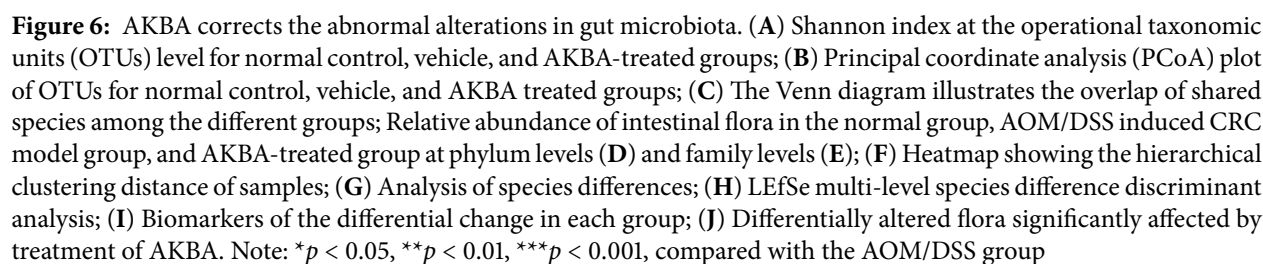 Figure 6: AKBA corrects the abnormal alterations in gut microbiota. (A) Shannon index at the operational taxonomic
units (OTUs) level for normal control, vehicle, and AKBA-treated groups; (B) Principal coordinate analysis (PCoA) plot
of OTUs for normal control, vehicle, and AKBA treated groups; (C) The Venn diagram illustrates the overlap of shared
species among the different groups; Relative abundance of intestinal flora in the normal group, AOM/DSS induced CRC
model group, and AKBA-treated group at phylum levels (D) and family levels (E); (F) Heatmap showing the hierarchical
clustering distance of samples; (G) Analysis of species differences; (H) LEfSe multi-level species difference discriminant
analysis; (I) Biomarkers of the differential change in each group; (J) Differentially altered flora significantly affected by
treatment of AKBA. Note: *p < 0.05, **p < 0.01, ***p < 0.001, compared with the AOM/DSS group